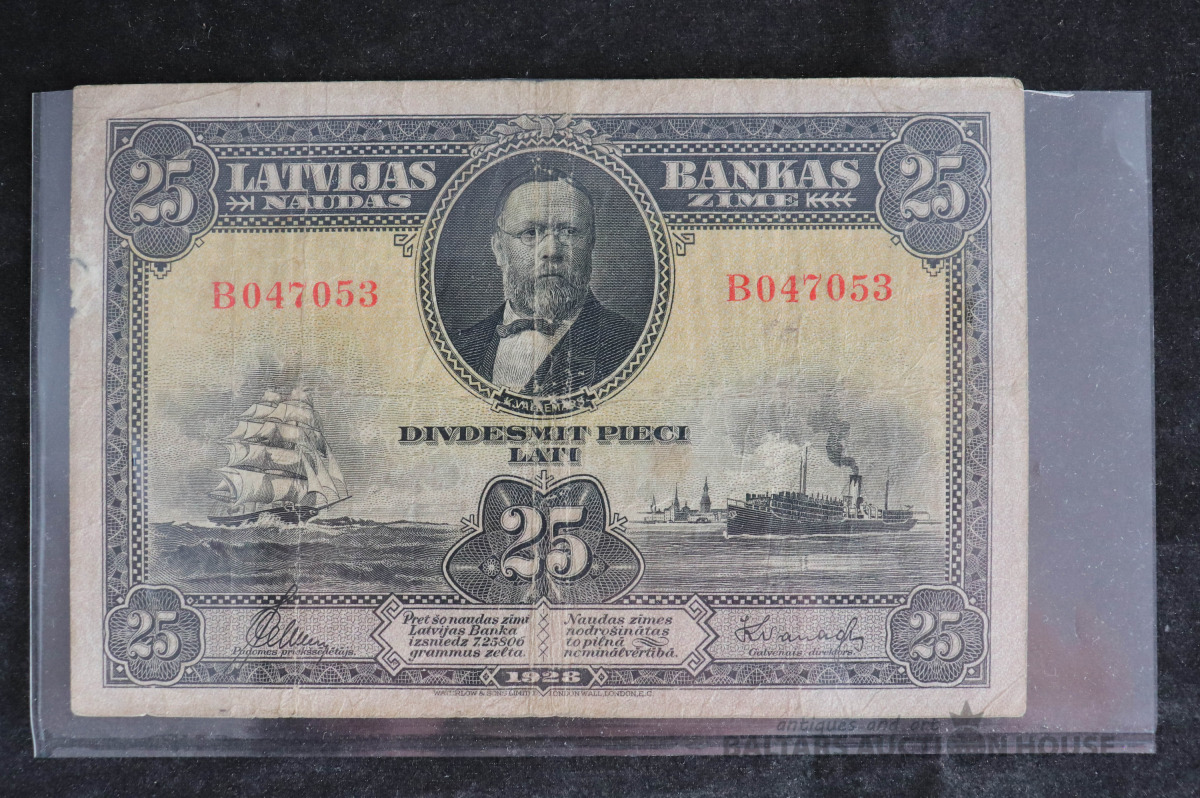 25 LATVIJAS BANKAS 25
NAUDAS ZĪME
B047053 B047053
K.VALDEMĀRS
DIVDESMIT PIECI
LATI
25
25 25
Pret šo naudas zīmi
Latvijas Banka
izsniedz 7.25806
grammus zelta.
Naudas zīmes
nodrošinātas
to pilnā
nominālvērtībā.
Padomes priekšsēdētājs.
Galvenais direktors.
1928
WATERLOW & SONS LIMITED LONDON WALL, LONDON, E.C.
antiques and art
BALTARS AUCTION HOUSE